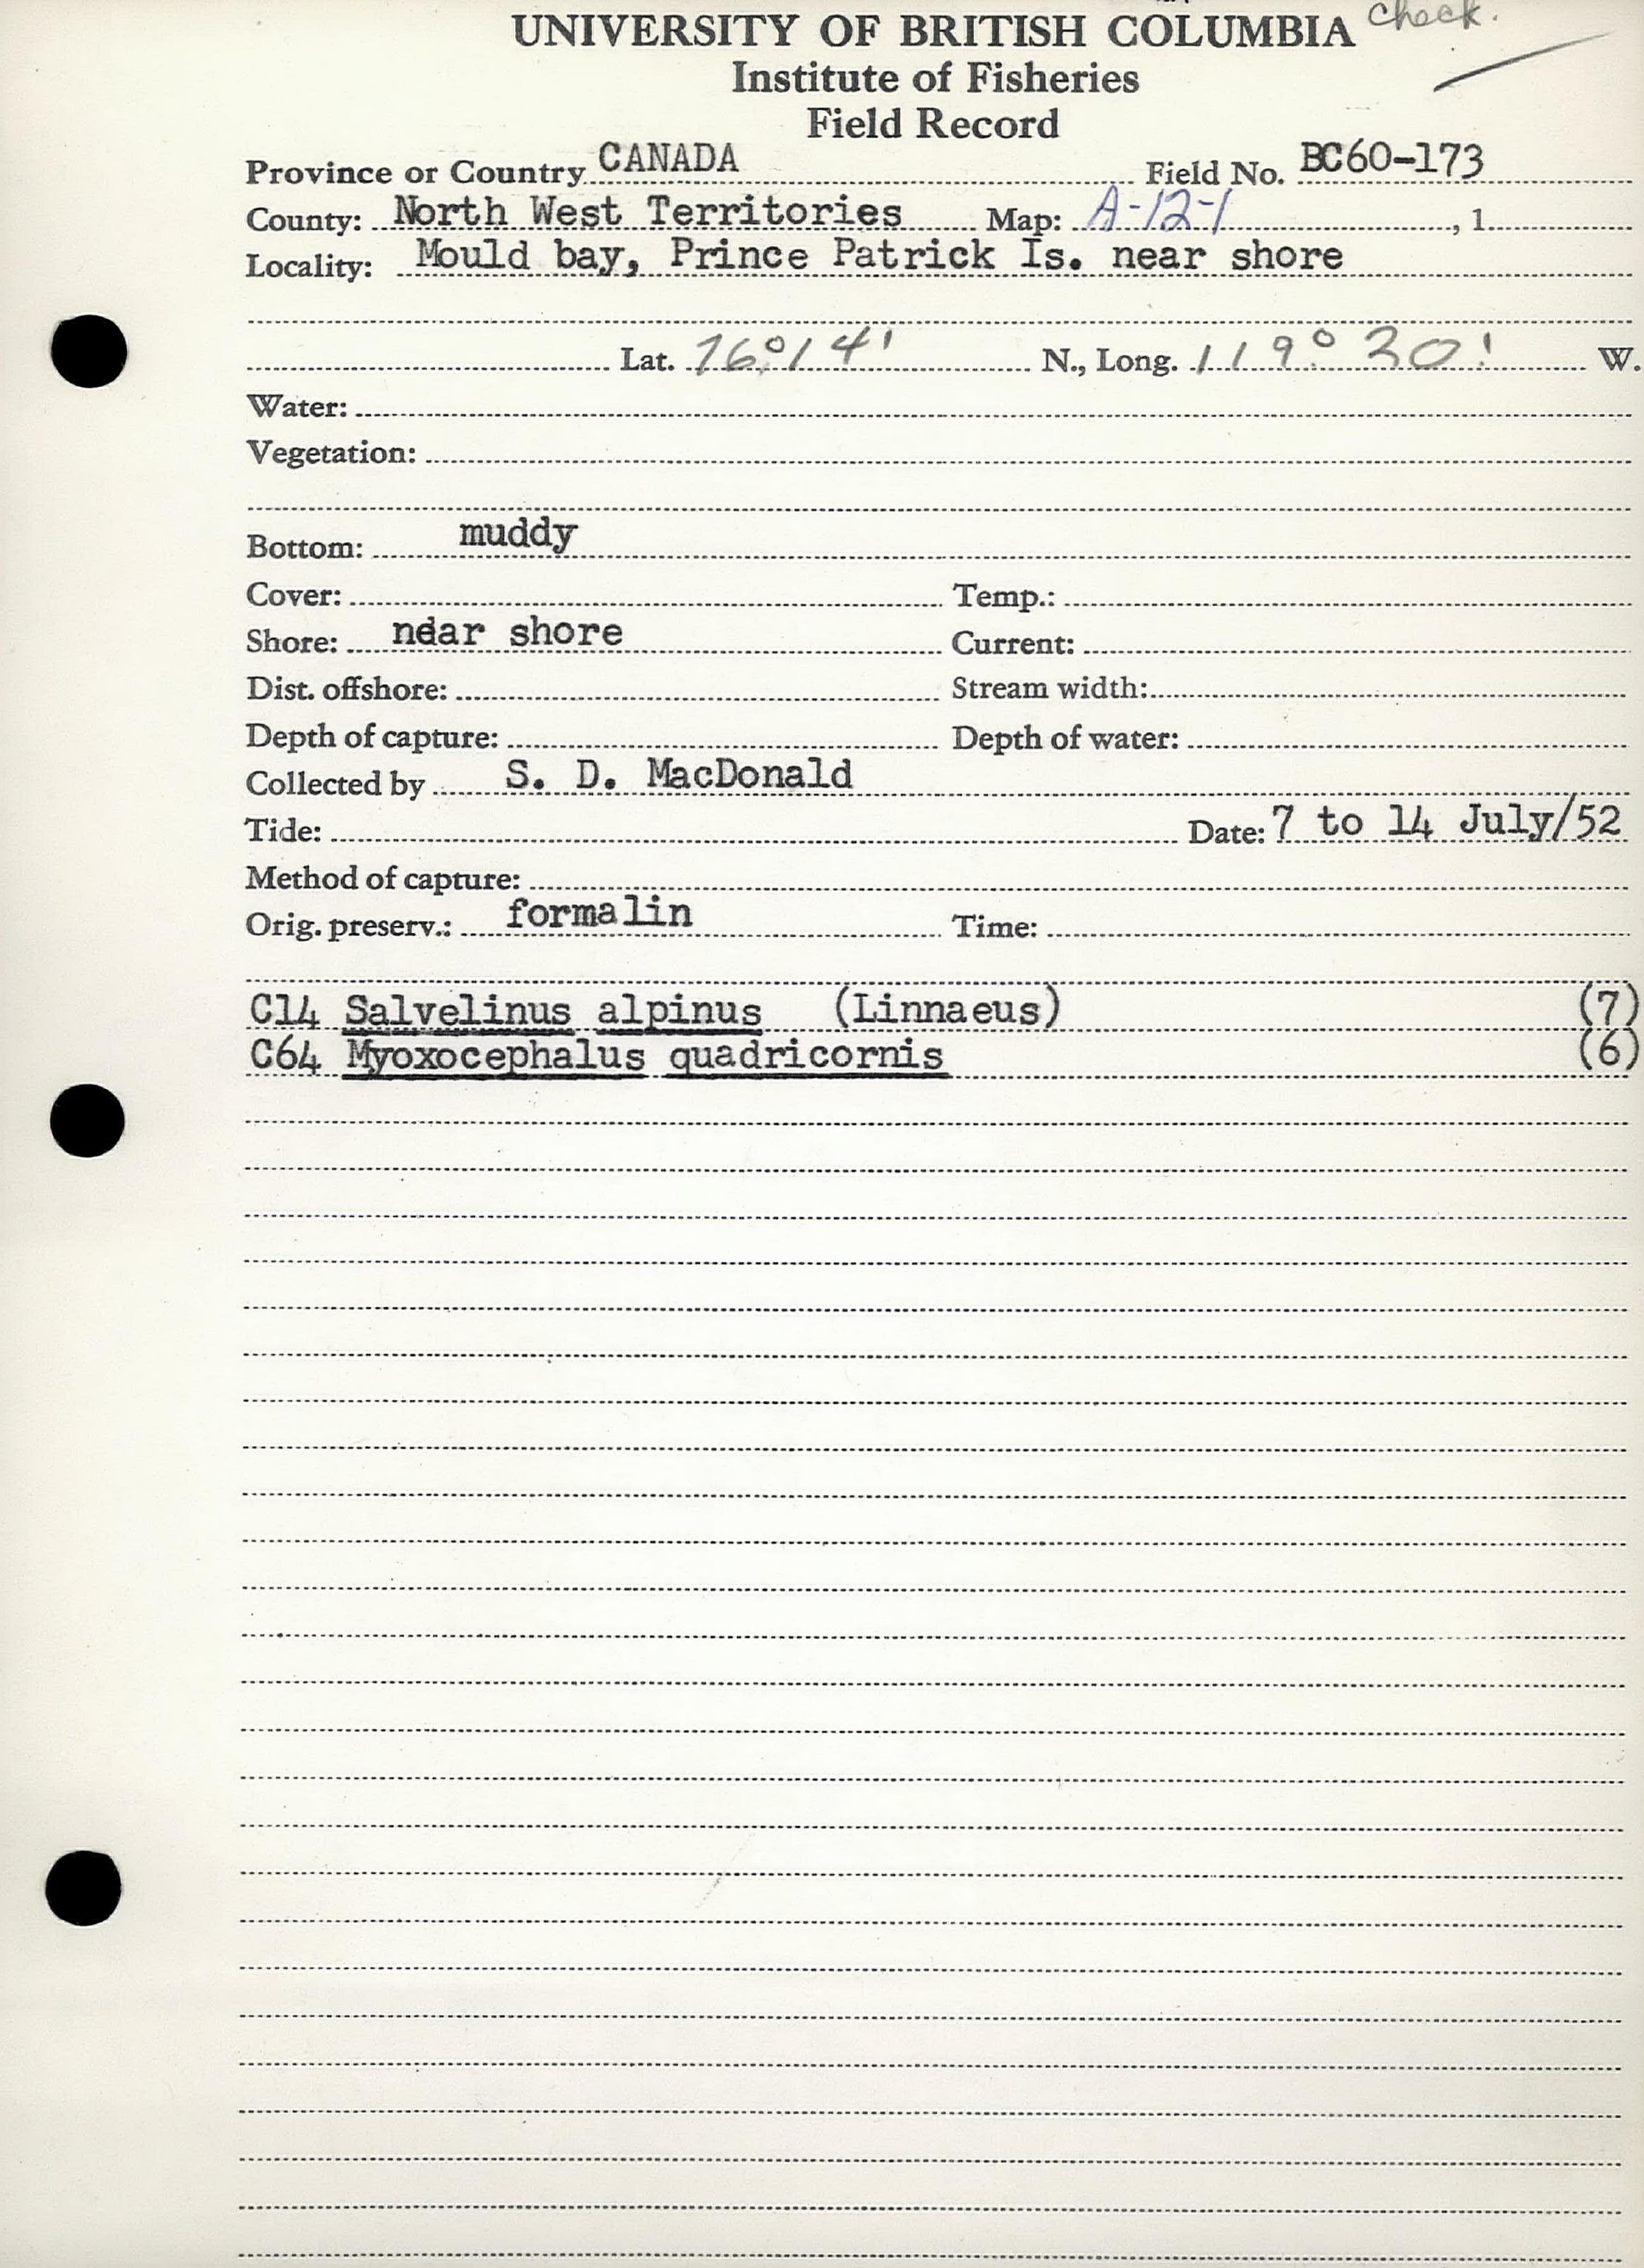 UNIVERSITY OF BRITISH COLUMBIA check.
Institute of Fisheries
Field Record
Province or Country CANADA Field No. BC60-173
County: North West Territories Map: A-12-1 , 1
Locality: Mould bay, Prince Patrick Is. near shore
Lat. 76°14' N., Long. 119° 20' W.
Water:
Vegetation:
Bottom: muddy
Cover: Temp.:
Shore: near shore Current:
Dist. offshore: Stream width:
Depth of capture: Depth of water:
Collected by S. D. MacDonald
Tide: Date: 7 to 14 July/52
Method of capture:
Orig. preserv.: formalin Time:
C14 Salvelinus alpinus (Linnaeus) (7)
C64 Myoxocephalus quadricornis (6)